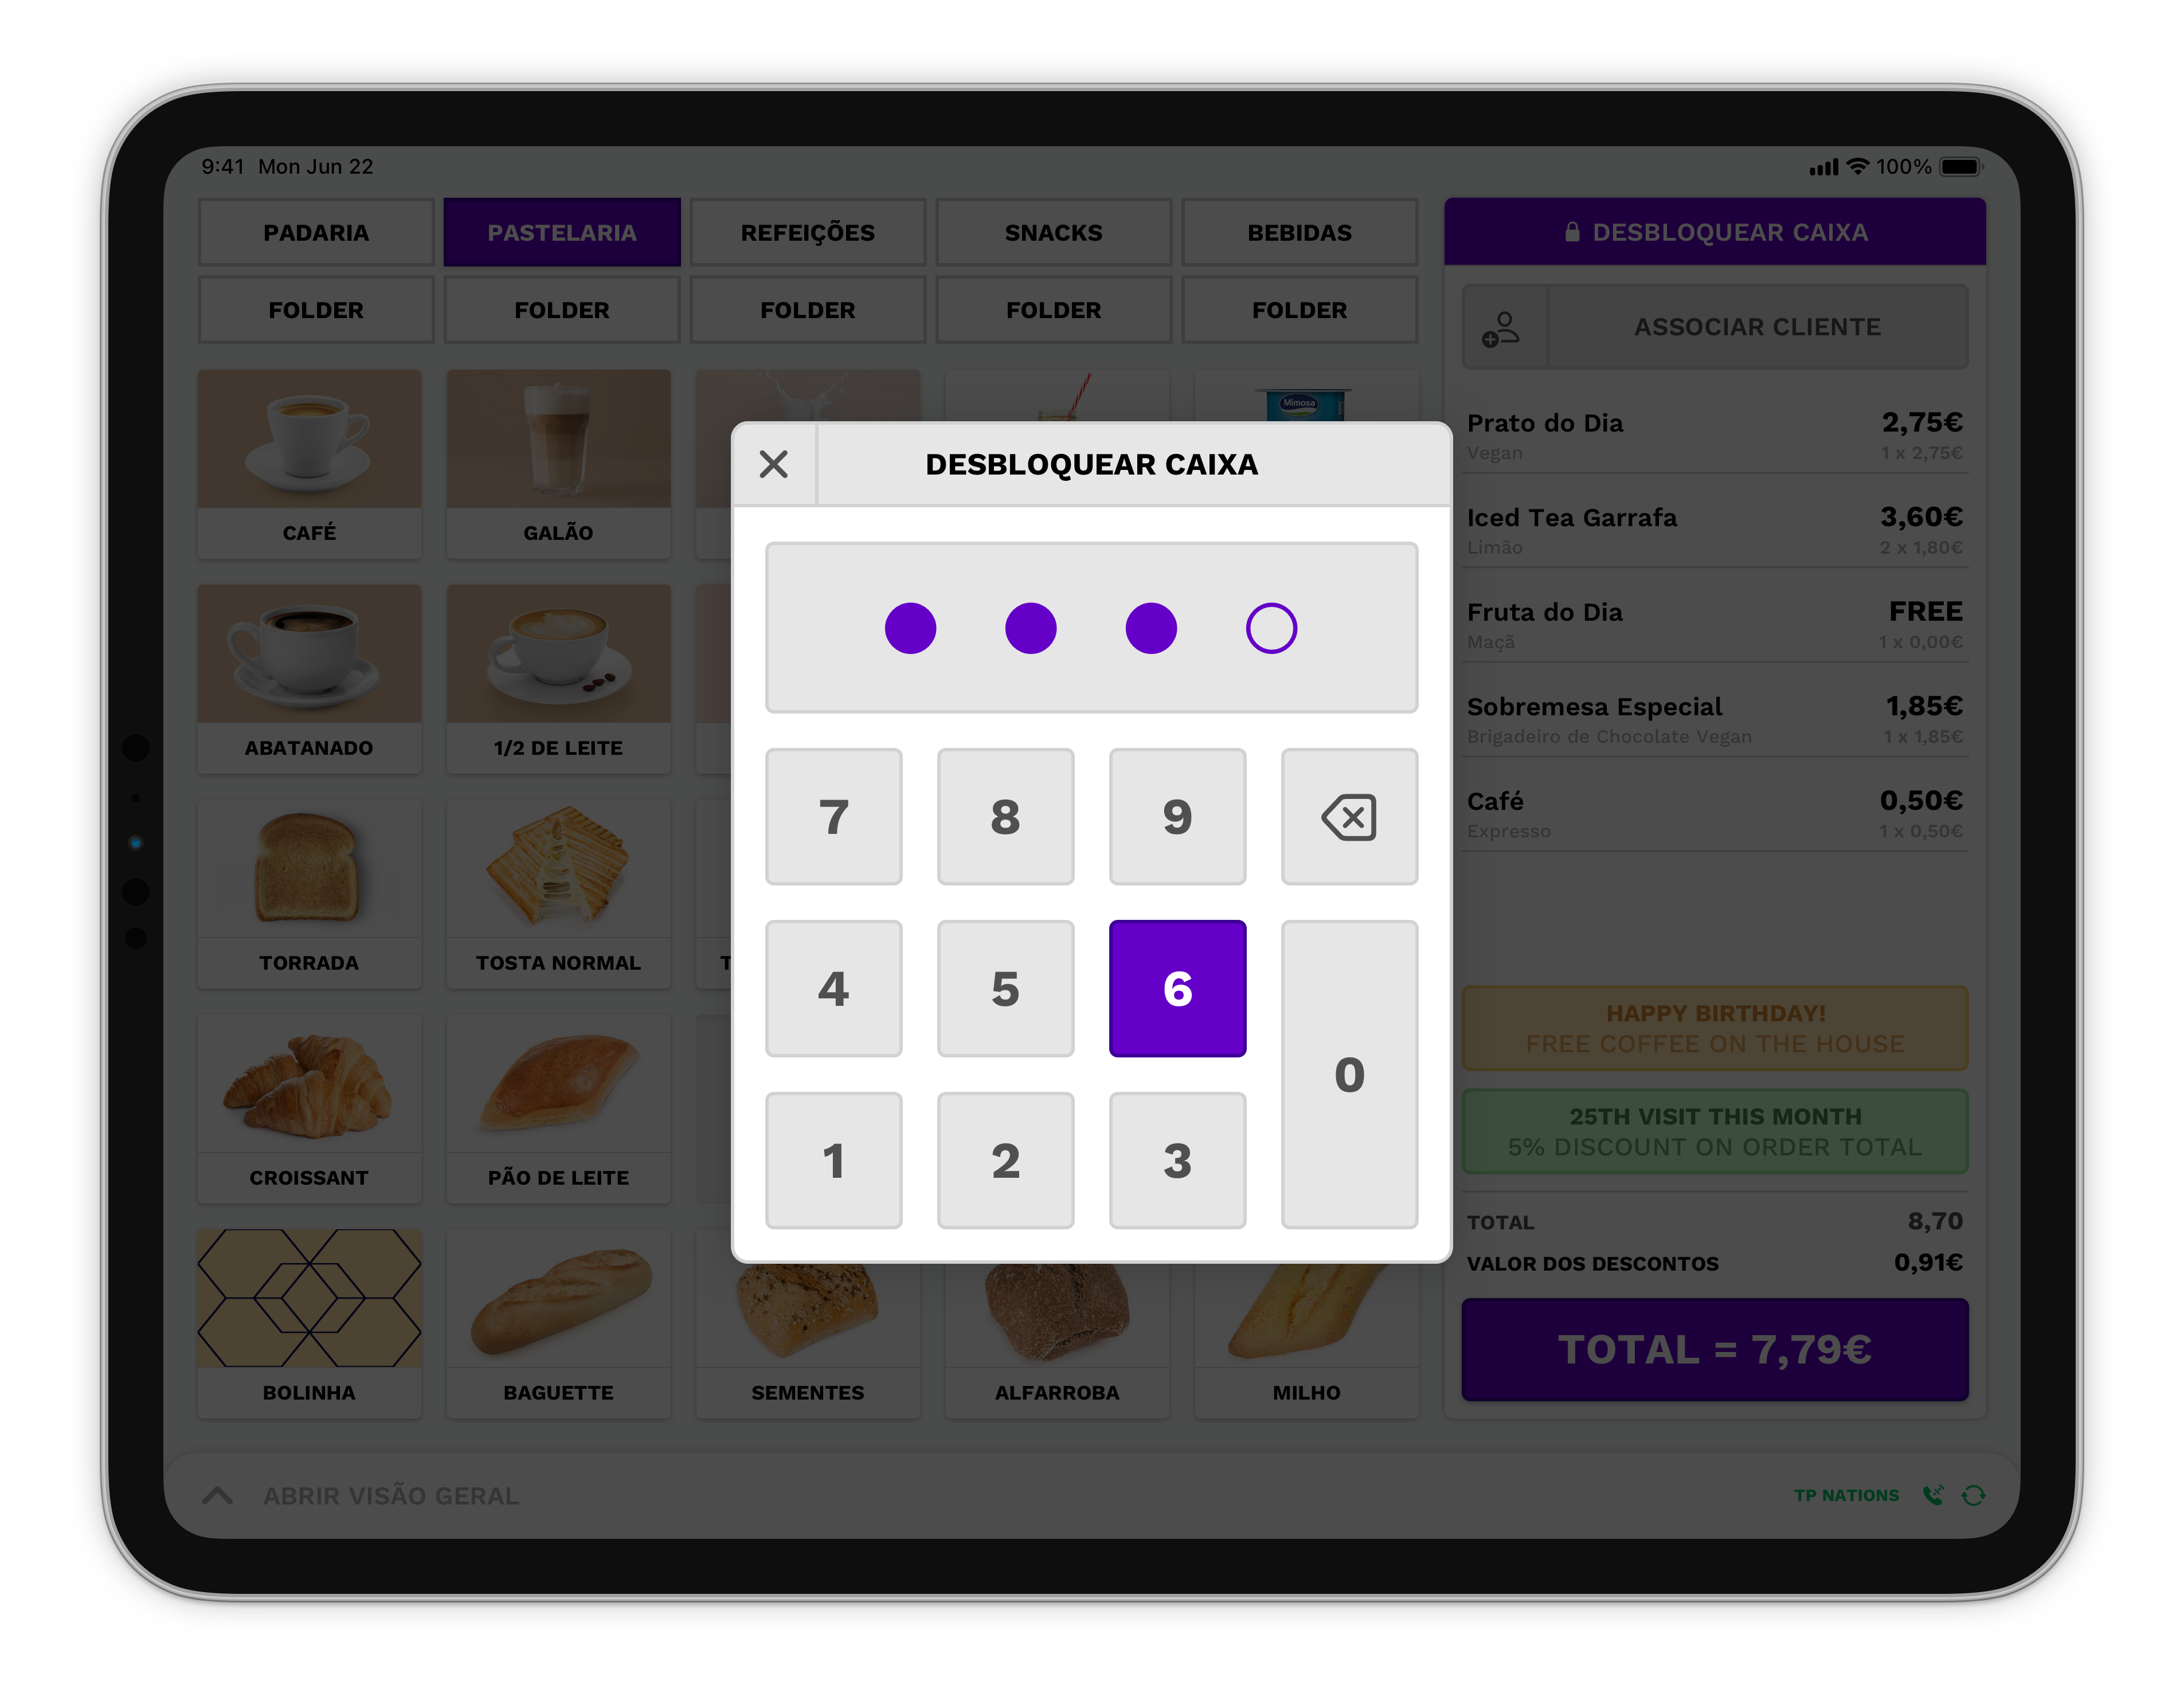 9:41 Mon Jun 22
100%
PADARIA
PASTELARIA
REFEIÇÕES
SNACKS
BEBIDAS
FOLDER
FOLDER
FOLDER
FOLDER
FOLDER
Mimosa
CAFÉ
GALÃO
ABATANADO
1/2 DE LEITE
TORRADA
TOSTA NORMAL
T
CROISSANT
PÃO DE LEITE
BOLINHA
BAGUETTE
SEMENTES
ALFARROBA
MILHO
DESBLOQUEAR CAIXA
7
8
9
4
5
6
0
1
2
3
DESBLOQUEAR CAIXA
ASSOCIAR CLIENTE
Prato do Dia 2,75€
Vegan 1 x 2,75€
Iced Tea Garrafa 3,60€
Limão 2 x 1,80€
Fruta do Dia FREE
Maçã 1 x 0,00€
Sobremesa Especial 1,85€
Brigadeiro de Chocolate Vegan 1 x 1,85€
Café 0,50€
Expresso 1 x 0,50€
HAPPY BIRTHDAY!
FREE COFFEE ON THE HOUSE
25TH VISIT THIS MONTH
5% DISCOUNT ON ORDER TOTAL
TOTAL 8,70
VALOR DOS DESCONTOS 0,91€
TOTAL = 7,79€
ABRIR VISÃO GERAL
TP NATIONS